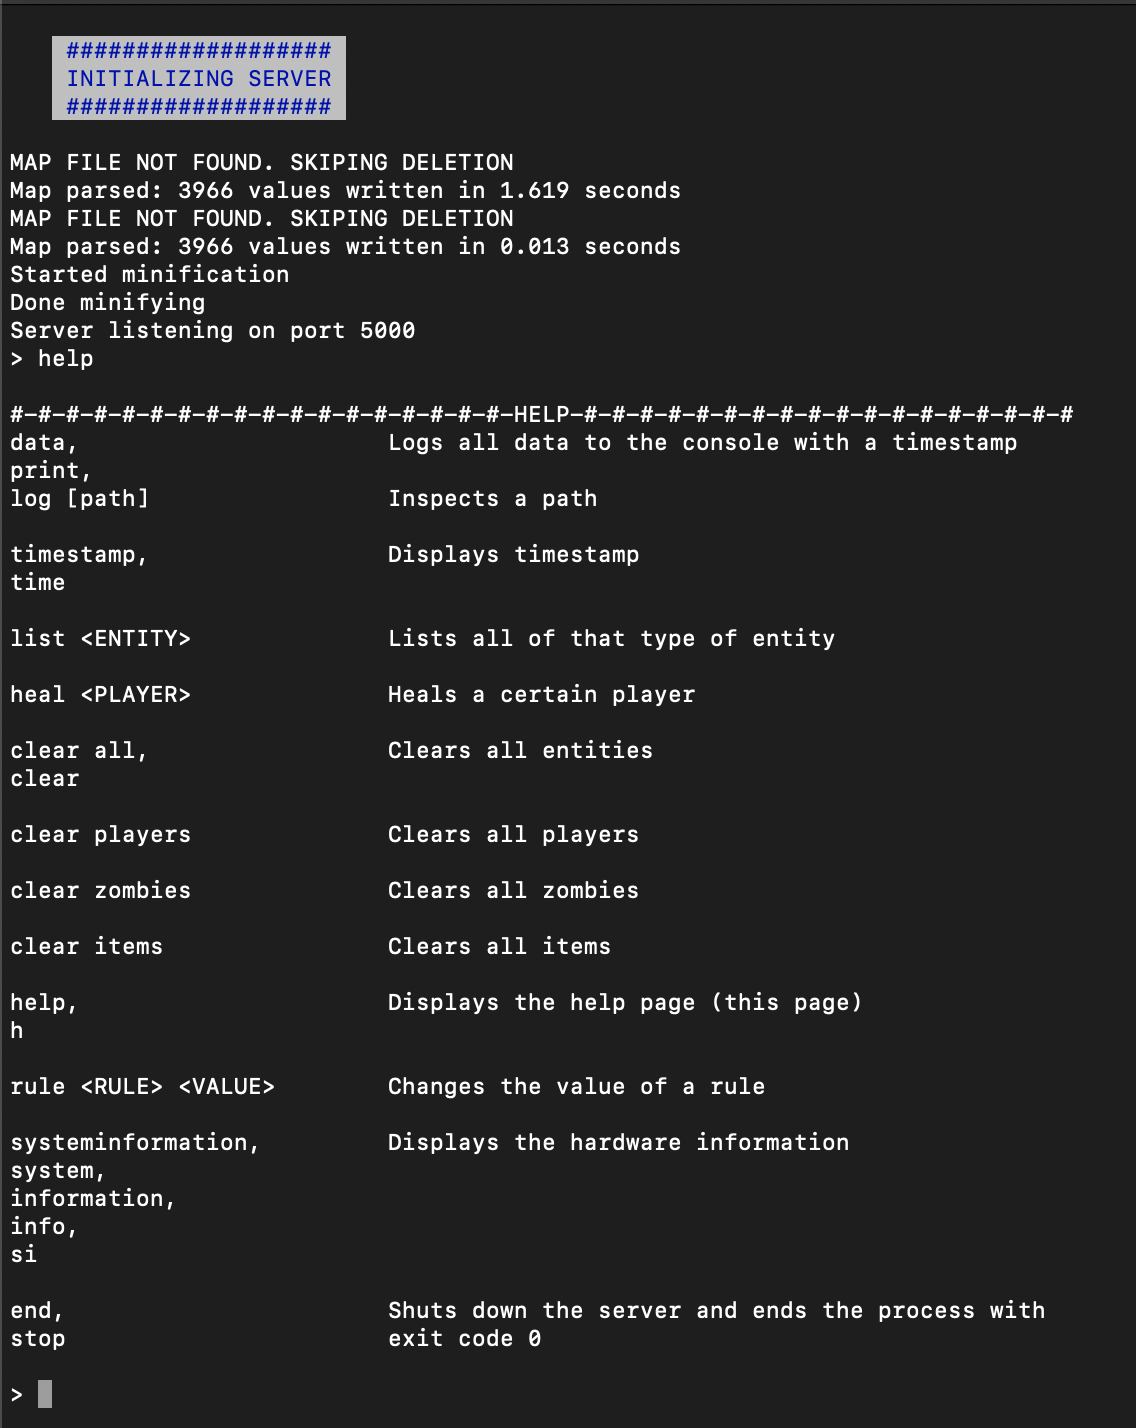 ###################
INITIALIZING SERVER
###################
MAP FILE NOT FOUND. SKIPING DELETION
Map parsed: 3966 values written in 1.619 seconds
MAP FILE NOT FOUND. SKIPING DELETION
Map parsed: 3966 values written in 0.013 seconds
Started minification
Done minifying
Server listening on port 5000
> help
#-#-#-#-#-#-#-#-#-#-#-#-#-#-#-#-#-#-HELP-#-#-#-#-#-#-#-#-#-#-#-#-#-#-#-#-#-#
data, Logs all data to the console with a timestamp
print,
log [path] Inspects a path
timestamp, Displays timestamp
time
list <ENTITY> Lists all of that type of entity
heal <PLAYER> Heals a certain player
clear all, Clears all entities
clear
clear players Clears all players
clear zombies Clears all zombies
clear items Clears all items
help, Displays the help page (this page)
h
rule <RULE> <VALUE> Changes the value of a rule
systeminformation, Displays the hardware information
system,
information,
info,
si
end, Shuts down the server and ends the process with
stop exit code 0
>